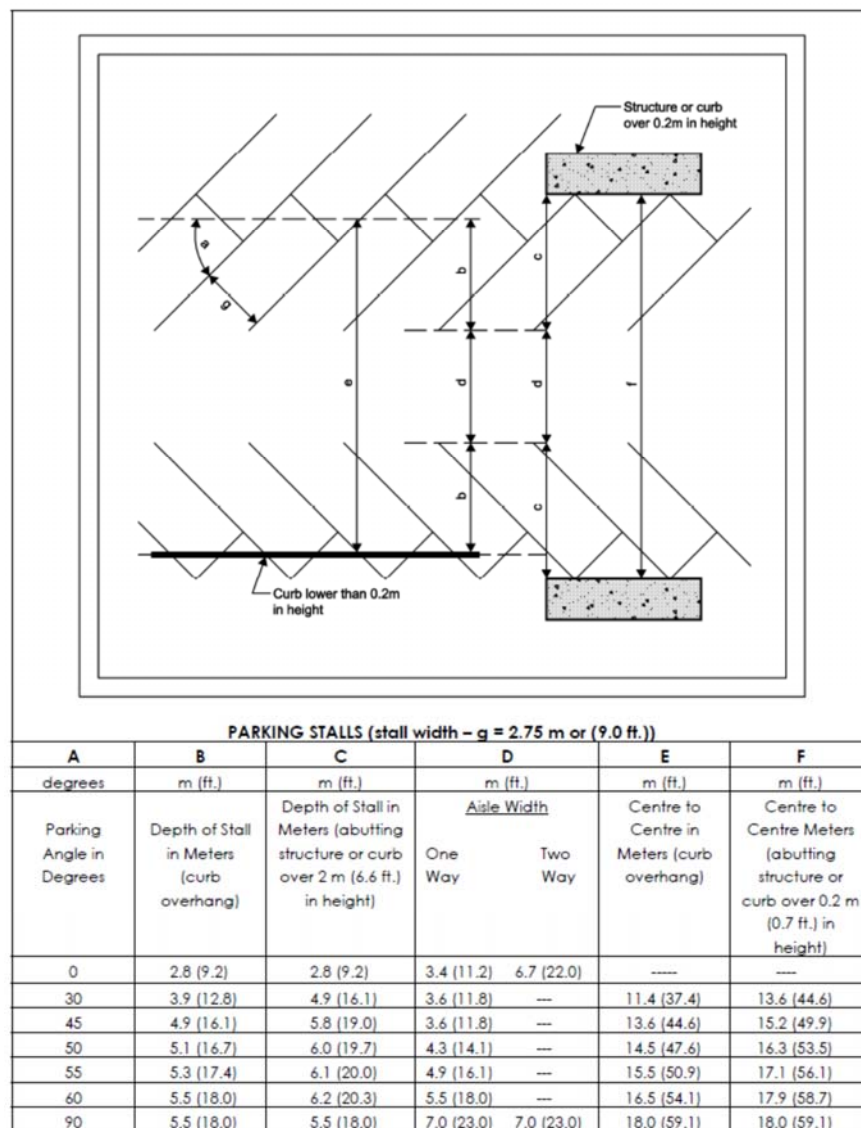 Structure or curb
over 0.2m in height
a
g
b
c
e
d
d
f
b
c
Curb lower than 0.2m
in height
PARKING STALLS (stall width – g = 2.75 m or (9.0 ft.))
A B C D E F
degrees m (ft.) m (ft.) m (ft.) m (ft.) m (ft.)
Parking Angle in Degrees
Depth of Stall in Meters (curb overhang)
Depth of Stall in Meters (abutting structure or curb over 2 m (6.6 ft.) in height)
Aisle Width
One Way Two Way
Centre to Centre in Meters (curb overhang)
Centre to Centre Meters (abutting structure or curb over 0.2 m (0.7 ft.) in height)
0 2.8 (9.2) 2.8 (9.2) 3.4 (11.2) 6.7 (22.0) ----- ----
30 3.9 (12.8) 4.9 (16.1) 3.6 (11.8) --- 11.4 (37.4) 13.6 (44.6)
45 4.9 (16.1) 5.8 (19.0) 3.6 (11.8) --- 13.6 (44.6) 15.2 (49.9)
50 5.1 (16.7) 6.0 (19.7) 4.3 (14.1) --- 14.5 (47.6) 16.3 (53.5)
55 5.3 (17.4) 6.1 (20.0) 4.9 (16.1) --- 15.5 (50.9) 17.1 (56.1)
60 5.5 (18.0) 6.2 (20.3) 5.5 (18.0) --- 16.5 (54.1) 17.9 (58.7)
90 5.5 (18.0) 5.5 (18.0) 7.0 (23.0) 7.0 (23.0) 18.0 (59.1) 18.0 (59.1)